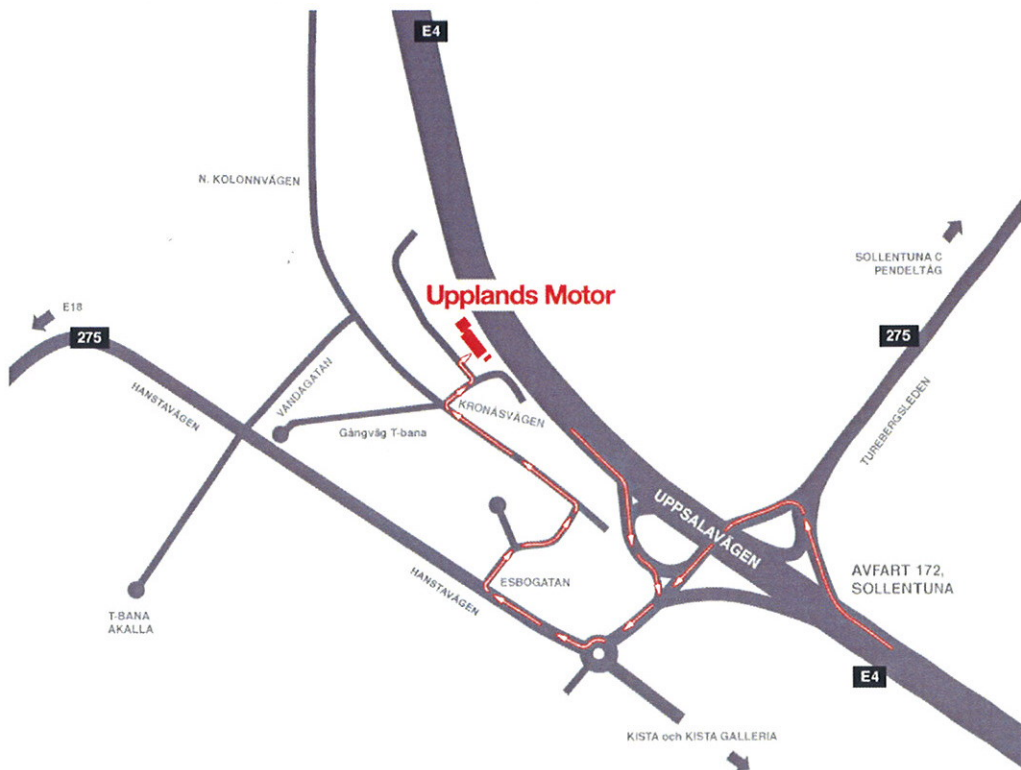 E4
N. KOLONNVÄGEN
SOLLENTUNA C
PENDELTÅG
Upplands Motor
E18
275
275
HANSTAVÄGEN
VANDAGATAN
KRONÅSVÄGEN
Gångväg T-bana
TUREBERGSLEDEN
UPPSALAVÄGEN
AVFART 172,
SOLLENTUNA
ESBOGATAN
HANSTAVÄGEN
T-BANA
AKALLA
E4
KISTA och KISTA GALLERIA